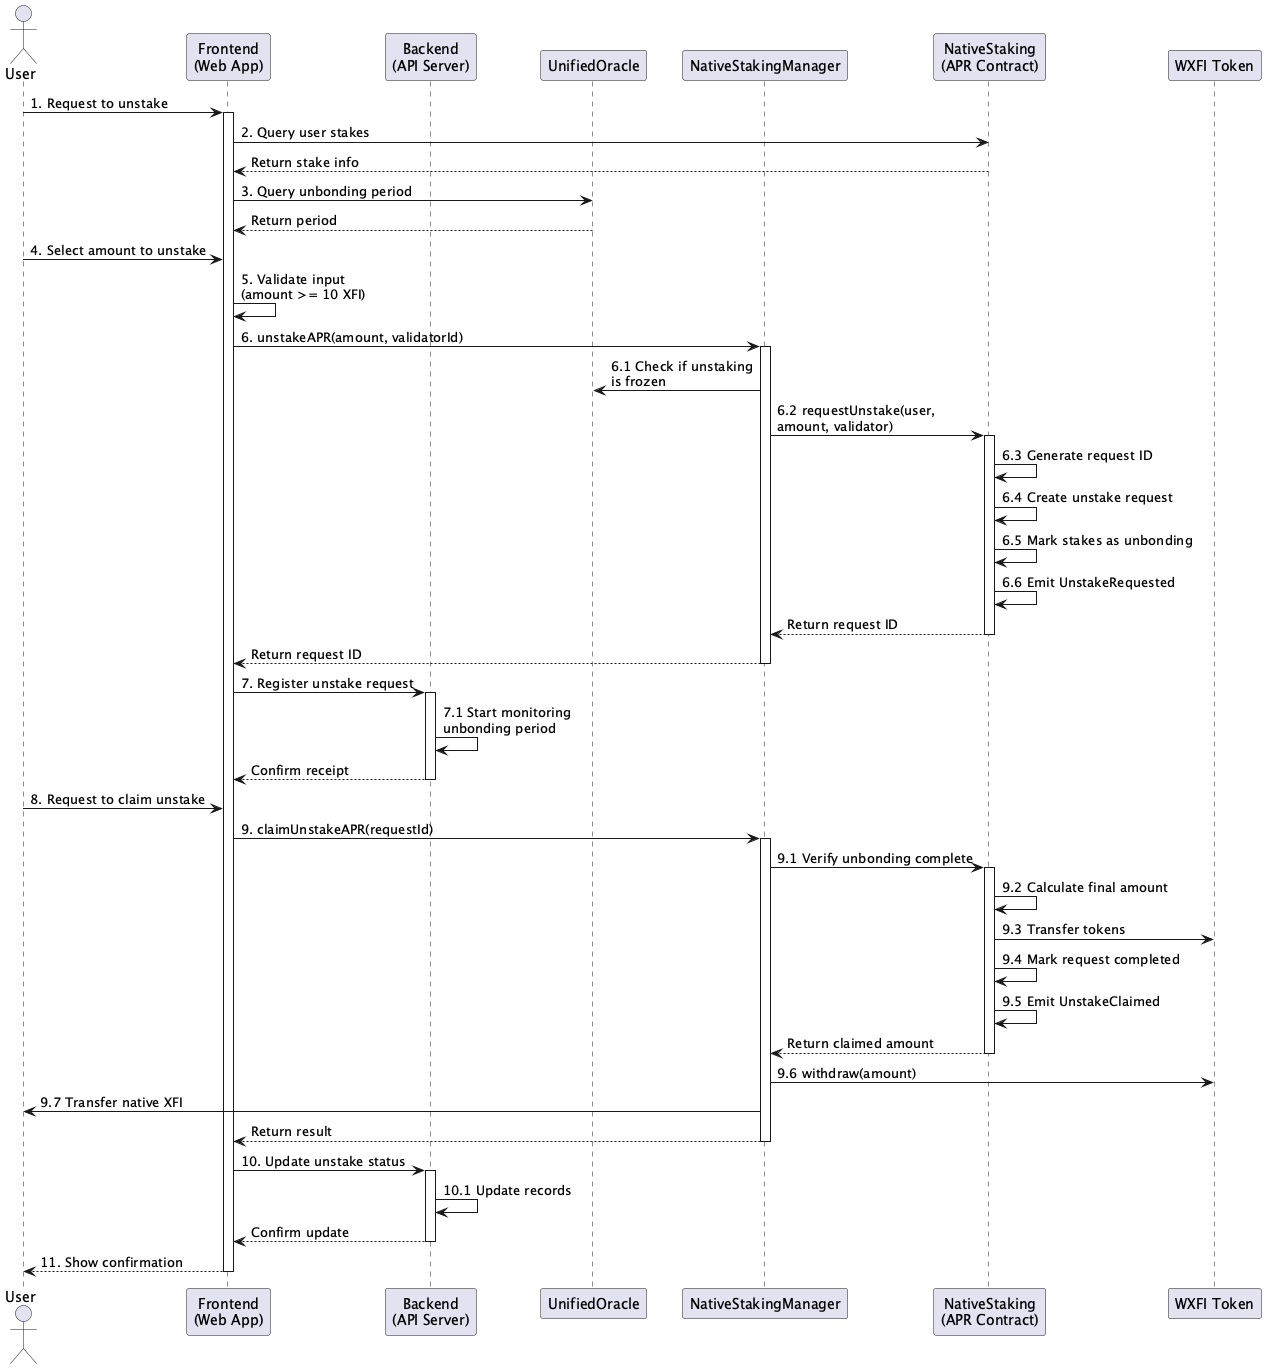 User
Frontend
(Web App)
Backend
(API Server)
UnifiedOracle
NativeStakingManager
NativeStaking
(APR Contract)
WXFI Token
1. Request to unstake
2. Query user stakes
Return stake info
3. Query unbonding period
Return period
4. Select amount to unstake
5. Validate input
(amount >= 10 XFI)
6. unstakeAPR(amount, validatorId)
6.1 Check if unstaking
is frozen
6.2 requestUnstake(user,
amount, validator)
6.3 Generate request ID
6.4 Create unstake request
6.5 Mark stakes as unbonding
6.6 Emit UnstakeRequested
Return request ID
Return request ID
7. Register unstake request
7.1 Start monitoring
unbonding period
Confirm receipt
8. Request to claim unstake
9. claimUnstakeAPR(requestId)
9.1 Verify unbonding complete
9.2 Calculate final amount
9.3 Transfer tokens
9.4 Mark request completed
9.5 Emit UnstakeClaimed
Return claimed amount
9.6 withdraw(amount)
9.7 Transfer native XFI
Return result
10. Update unstake status
10.1 Update records
Confirm update
11. Show confirmation
User
Frontend
(Web App)
Backend
(API Server)
UnifiedOracle
NativeStakingManager
NativeStaking
(APR Contract)
WXFI Token